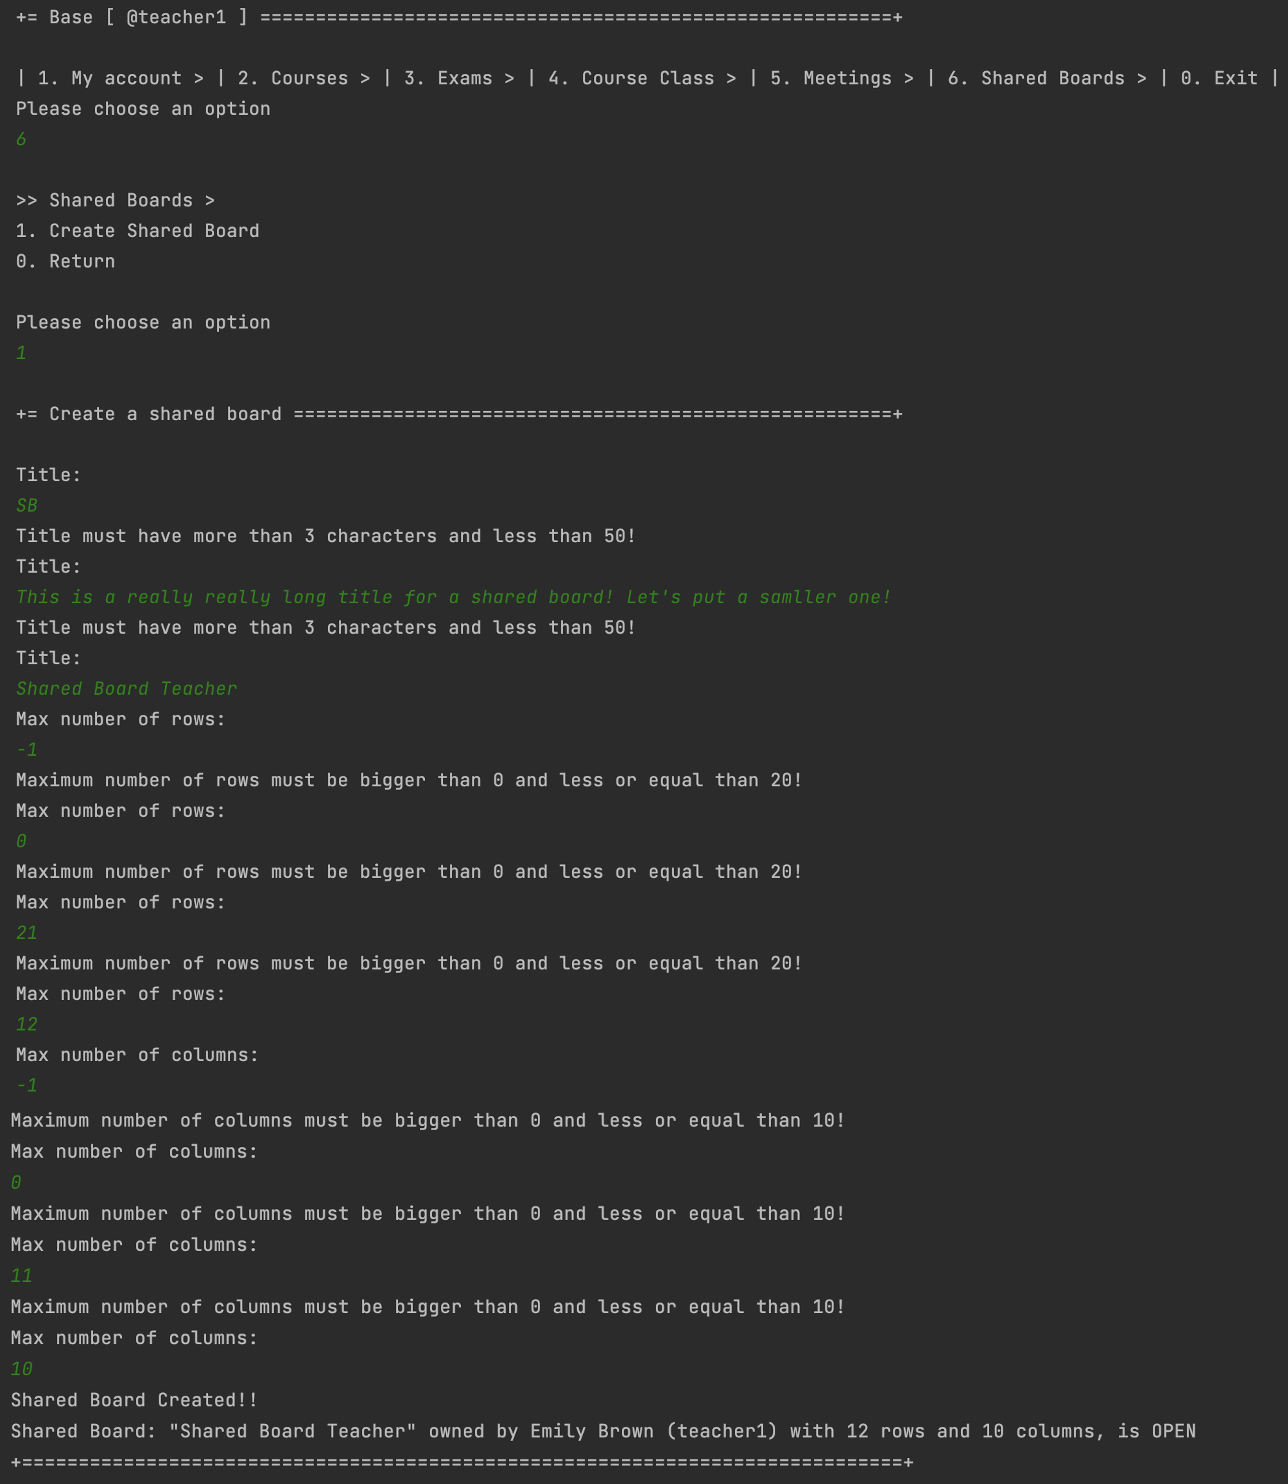 += Base [ @teacher1 ] =========================================================+
| 1. My account > | 2. Courses > | 3. Exams > | 4. Course Class > | 5. Meetings > | 6. Shared Boards > | 0. Exit |
Please choose an option
6
>> Shared Boards >
1. Create Shared Board
0. Return
Please choose an option
1
+= Create a shared board ======================================================+
Title:
SB
Title must have more than 3 characters and less than 50!
Title:
This is a really really long title for a shared board! Let's put a samller one!
Title must have more than 3 characters and less than 50!
Title:
Shared Board Teacher
Max number of rows:
-1
Maximum number of rows must be bigger than 0 and less or equal than 20!
Max number of rows:
0
Maximum number of rows must be bigger than 0 and less or equal than 20!
Max number of rows:
21
Maximum number of rows must be bigger than 0 and less or equal than 20!
Max number of rows:
12
Max number of columns:
-1
Maximum number of columns must be bigger than 0 and less or equal than 10!
Max number of columns:
0
Maximum number of columns must be bigger than 0 and less or equal than 10!
Max number of columns:
11
Maximum number of columns must be bigger than 0 and less or equal than 10!
Max number of columns:
10
Shared Board Created!!
Shared Board: "Shared Board Teacher" owned by Emily Brown (teacher1) with 12 rows and 10 columns, is OPEN
+==============================================================================+